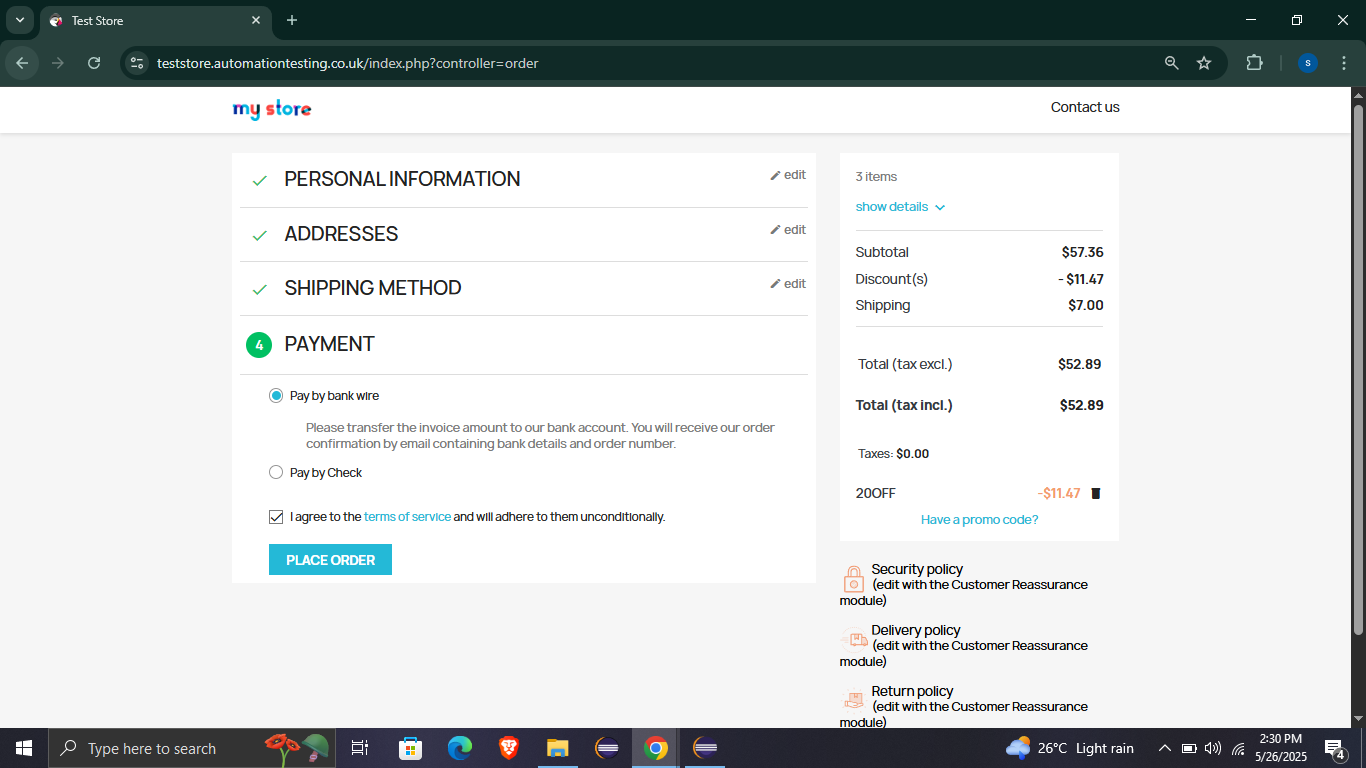 Test Store
teststore.automationtesting.co.uk/index.php?controller=order
s
my store
Contact us
PERSONAL INFORMATION
edit
ADDRESSES
edit
SHIPPING METHOD
edit
4 PAYMENT
Pay by bank wire
Please transfer the invoice amount to our bank account. You will receive our order
confirmation by email containing bank details and order number.
Pay by Check
I agree to the terms of service and will adhere to them unconditionally.
PLACE ORDER
3 items
show details
Subtotal $57.36
Discount(s) - $11.47
Shipping $7.00
Total (tax excl.) $52.89
Total (tax incl.) $52.89
Taxes: $0.00
20OFF -$11.47
Have a promo code?
Security policy
(edit with the Customer Reassurance
module)
Delivery policy
(edit with the Customer Reassurance
module)
Return policy
(edit with the Customer Reassurance
module)
Type here to search
26°C Light rain
2:30 PM
5/26/2025
4